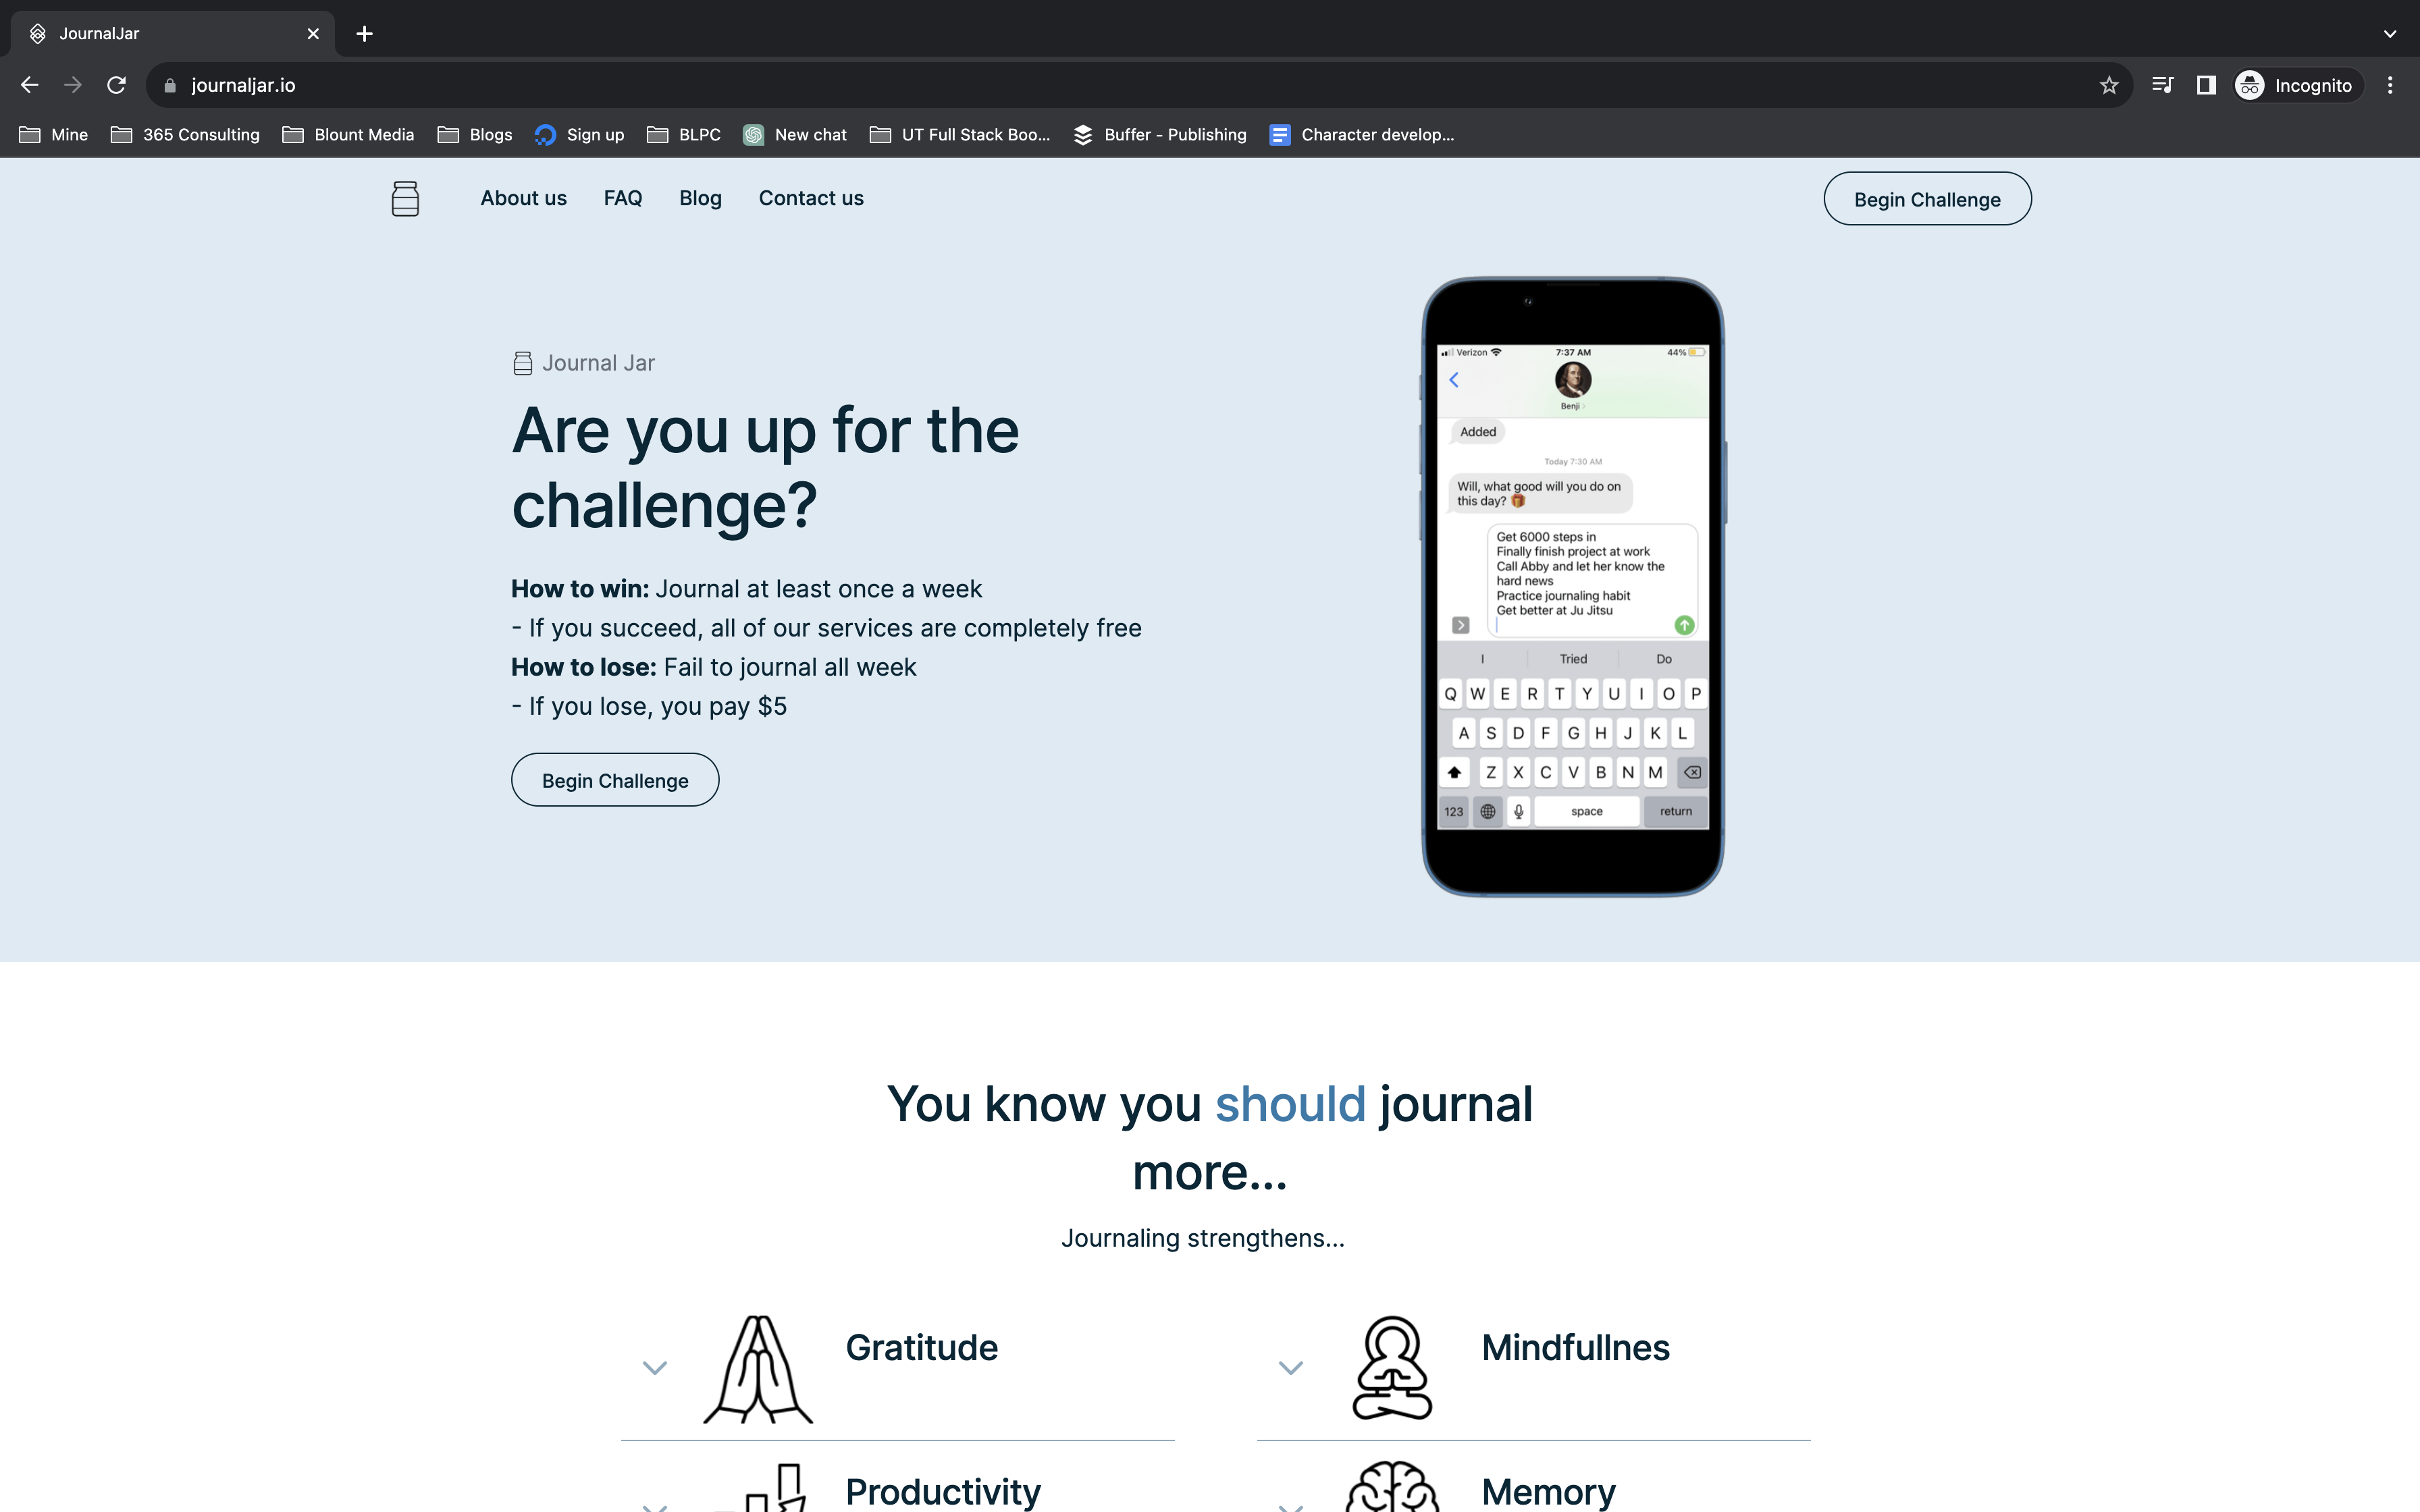 JournalJar
journaljar.io
Incognito
Mine
365 Consulting
Blount Media
Blogs
Sign up
BLPC
New chat
UT Full Stack Boo...
Buffer - Publishing
Character develop...
About us
FAQ
Blog
Contact us
Begin Challenge
Journal Jar
Are you up for the
challenge?
How to win: Journal at least once a week
- If you succeed, all of our services are completely free
How to lose: Fail to journal all week
- If you lose, you pay $5
Begin Challenge
Verizon
7:37 AM
44%
Benji
Added
Today 7:30 AM
Will, what good will you do on
this day? 🎁
Get 6000 steps in
Finally finish project at work
Call Abby and let her know the
hard news
Practice journaling habit
Get better at Ju Jitsu
I
Tried
Do
Q W E R T Y U I O P
A S D F G H J K L
Z X C V B N M
123
space
return
You know you should journal
more...
Journaling strengthens...
Gratitude
Mindfullnes
Productivity
Memory